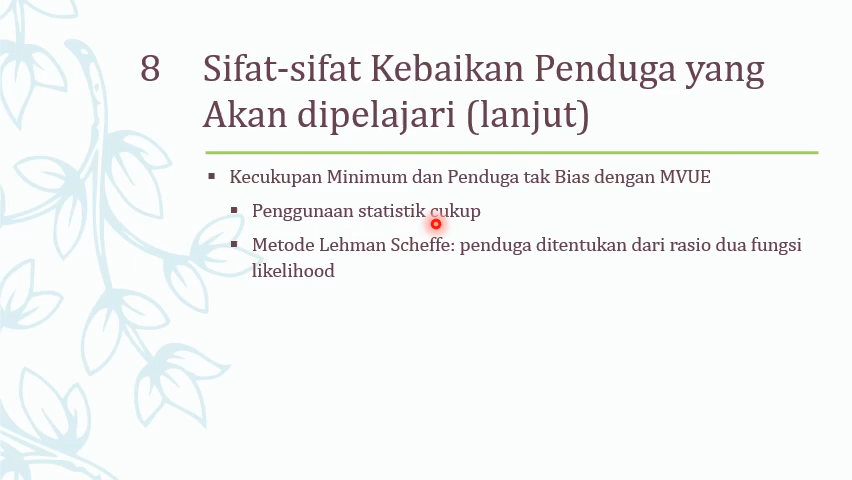 8
Sifat-sifat Kebaikan Penduga yang
Akan dipelajari (lanjut)
▪ Kecukupan Minimum dan Penduga tak Bias dengan MVUE
▪ Penggunaan statistik cukup
▪ Metode Lehman Scheffe: penduga ditentukan dari rasio dua fungsi
likelihood